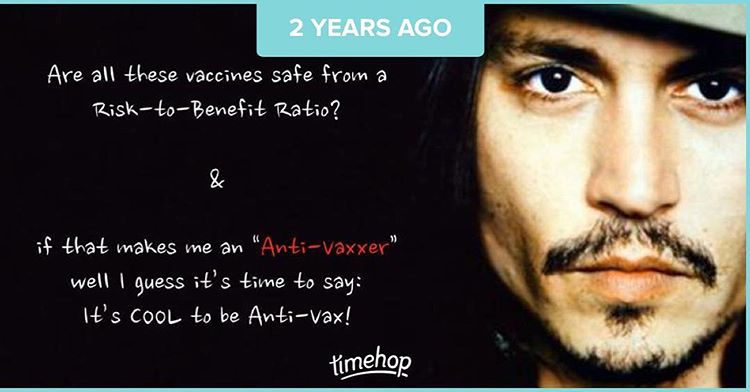 2 YEARS AGO
Are all these vaccines safe from a
Risk-to-Benefit Ratio?
&
if that makes me an "Anti-vaxxer"
well I guess it's time to say:
It's COOL to be Anti-Vax!
timehop